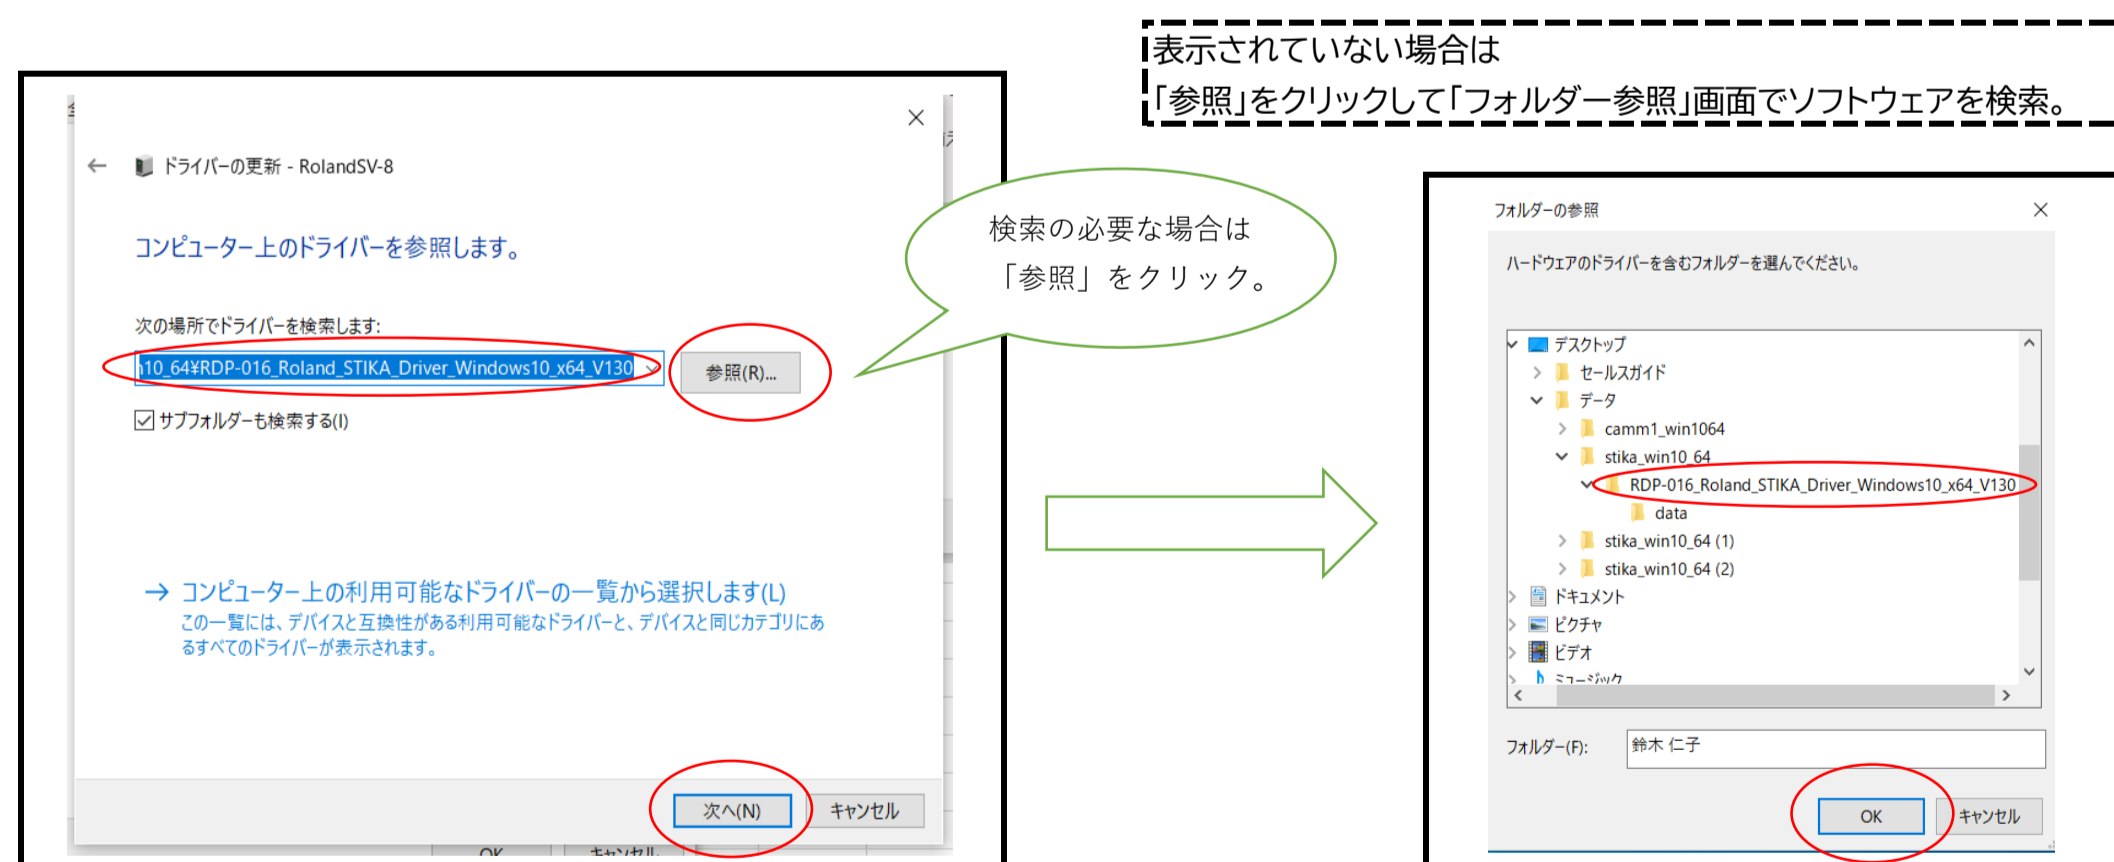 表示されていない場合は
「参照」をクリックして「フォルダー参照」画面でソフトウェアを検索。
ドライバーの更新 - RolandSV-8
コンピューター上のドライバーを参照します。
次の場所でドライバーを検索します:
10_64¥RDP-016_Roland_STIKA_Driver_Windows10_x64_V130
参照(R)...
サブフォルダーも検索する(I)
→ コンピューター上の利用可能なドライバーの一覧から選択します(L)
この一覧には、デバイスと互換性がある利用可能なドライバーと、デバイスと同じカテゴリにあ
るすべてのドライバーが表示されます。
次へ(N)
キャンセル
OK
キャンセル
検索の必要な場合は
「参照」をクリック。
フォルダーの参照
ハードウェアのドライバーを含むフォルダーを選んでください。
デスクトップ
セールスガイド
データ
camm1_win1064
stika_win10_64
RDP-016_Roland_STIKA_Driver_Windows10_x64_V130
data
stika_win10_64 (1)
stika_win10_64 (2)
ドキュメント
ピクチャ
ビデオ
ミュージック
フォルダー(F):
鈴木 仁子
OK
キャンセル